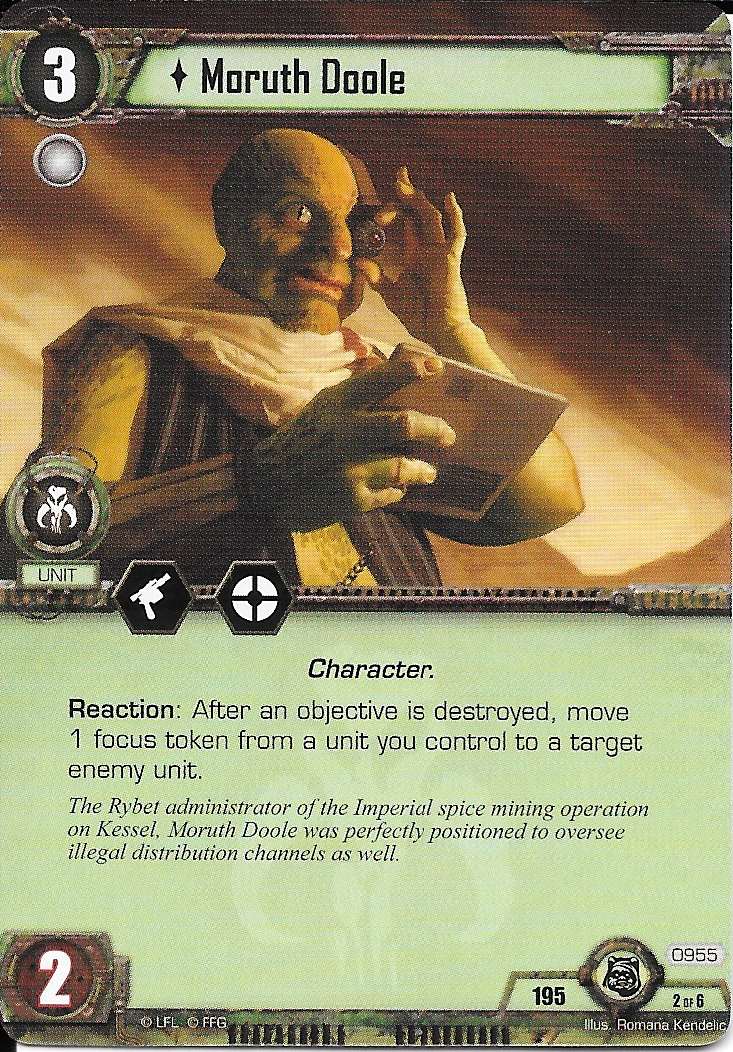 3
Moruth Doole
UNIT
Character.
Reaction: After an objective is destroyed, move
1 focus token from a unit you control to a target
enemy unit.
The Rybet administrator of the Imperial spice mining operation
on Kessel, Moruth Doole was perfectly positioned to oversee
illegal distribution channels as well.
2
0955
195
2 OF 6
© LFL © FFG
Illus. Romana Kendelic